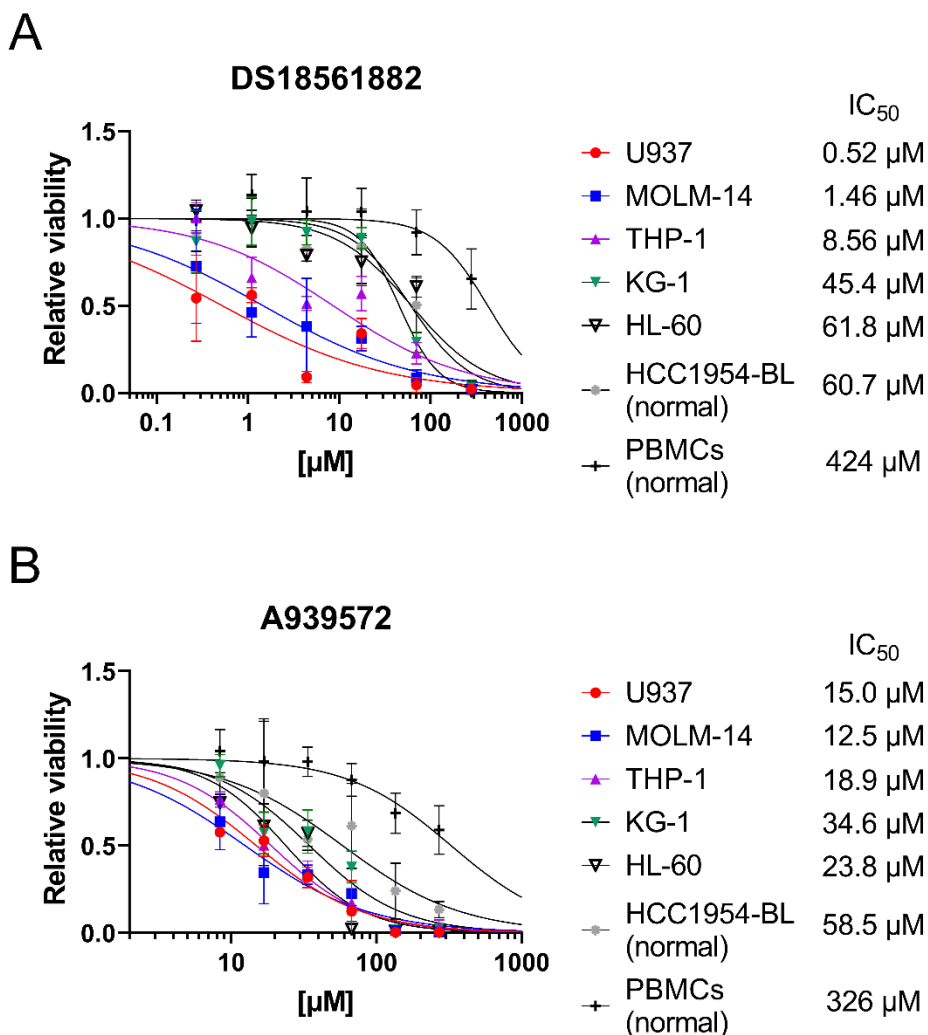 A
DS18561882
IC50
1.5
1.0
0.5
0.0
Relative viability
0.1 1 10 100 1000
[µM]
U937 0.52 µM
MOLM-14 1.46 µM
THP-1 8.56 µM
KG-1 45.4 µM
HL-60 61.8 µM
HCC1954-BL 60.7 µM
(normal)
PBMCs 424 µM
(normal)
B
A939572
IC50
1.5
1.0
0.5
0.0
Relative viability
10 100 1000
[µM]
U937 15.0 µM
MOLM-14 12.5 µM
THP-1 18.9 µM
KG-1 34.6 µM
HL-60 23.8 µM
HCC1954-BL 58.5 µM
(normal)
PBMCs 326 µM
(normal)